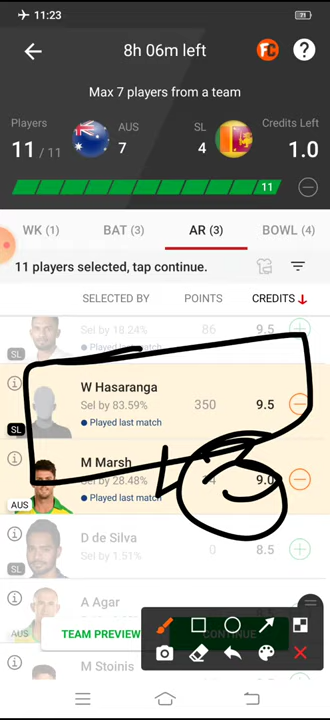 11:23
8h 06m left
FC
?
Max 7 players from a team
Players
11 / 11
AUS
7
SL
4
Credits Left
1.0
11
WK (1) BAT (3) AR (3) BOWL (4)
11 players selected, tap continue.
SELECTED BY POINTS CREDITS
Sel by 18.24% 86 9.5
Played last match
SL
W Hasaranga
Sel by 83.59% 350 9.5
Played last match
SL
M Marsh
Sel by 28.48% 9.0
Played last match
AUS
D de Silva
Sel by 1.51% 0 8.5
SL
A Agar
AUS
TEAM PREVIEW CONTINUE
M Stoinis